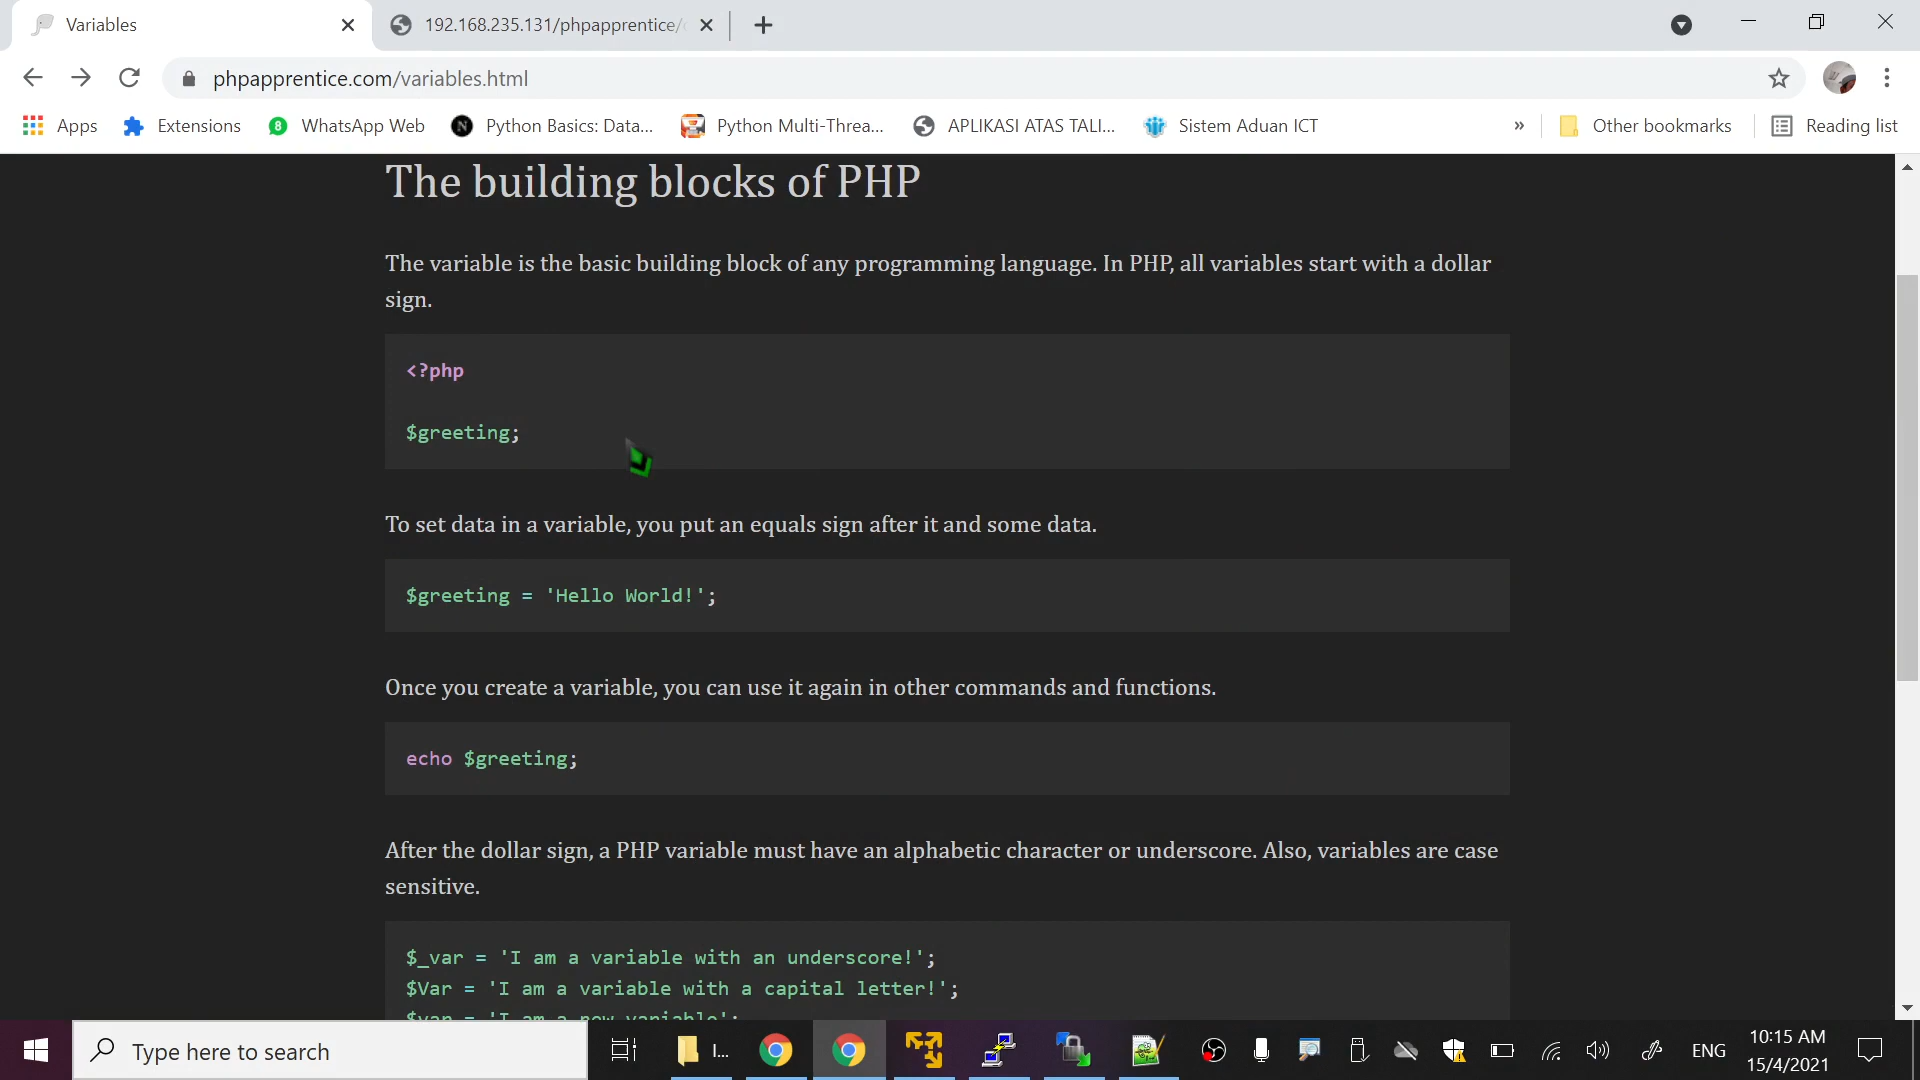 Variables
192.168.235.131/phpapprentice/
phpapprentice.com/variables.html
Apps
Extensions
8
WhatsApp Web
N
Python Basics: Data...
Python Multi-Threa...
APLIKASI ATAS TALI...
Sistem Aduan ICT
»
Other bookmarks
Reading list
The building blocks of PHP
The variable is the basic building block of any programming language. In PHP, all variables start with a dollar
sign.
<?php
$greeting;
To set data in a variable, you put an equals sign after it and some data.
$greeting = 'Hello World!';
Once you create a variable, you can use it again in other commands and functions.
echo $greeting;
After the dollar sign, a PHP variable must have an alphabetic character or underscore. Also, variables are case
sensitive.
$_var = 'I am a variable with an underscore!';
$Var = 'I am a variable with a capital letter!';
$var = 'I am a new variable';
Type here to search
I...
ENG
10:15 AM
15/4/2021